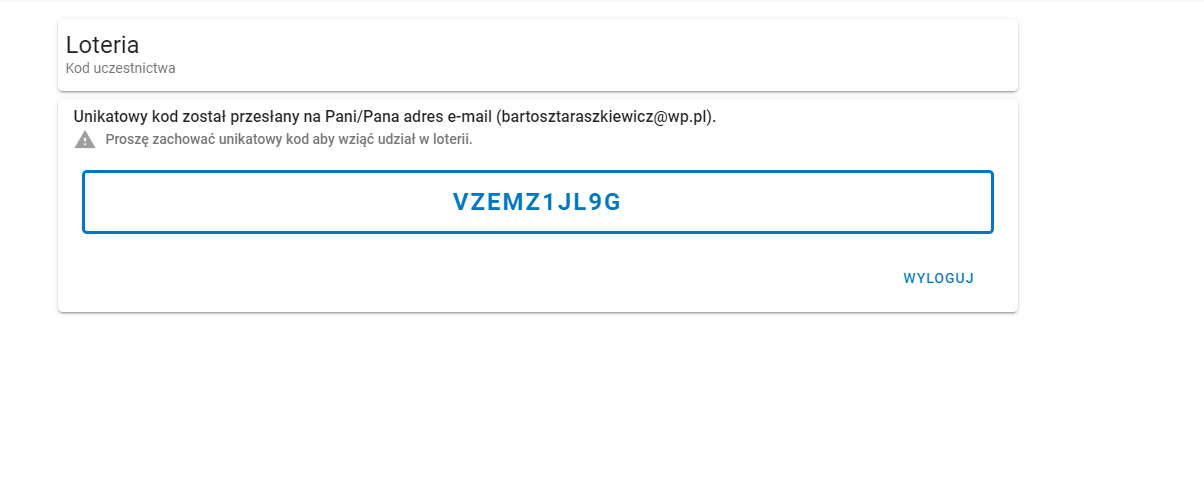 Loteria
Kod uczestnictwa
Unikatowy kod został przesłany na Pani/Pana adres e-mail (bartosztaraszkiewicz@wp.pl).
Proszę zachować unikatowy kod aby wziąć udział w loterii.
VZEMZ1JL9G
WYLOGUJ